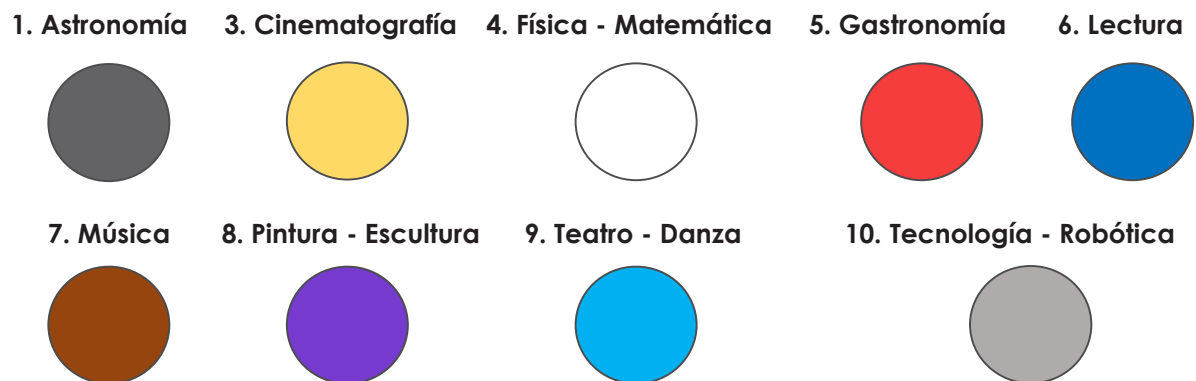 1. Astronomía 3. Cinematografía 4. Física - Matemática 5. Gastronomía 6. Lectura
7. Música 8. Pintura - Escultura 9. Teatro - Danza 10. Tecnología - Robótica